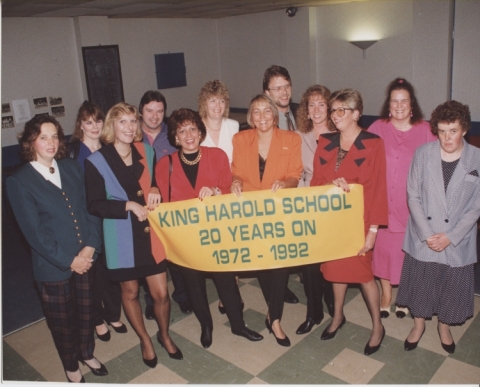 KING HAROLD SCHOOL
20 YEARS ON
1972 - 1992